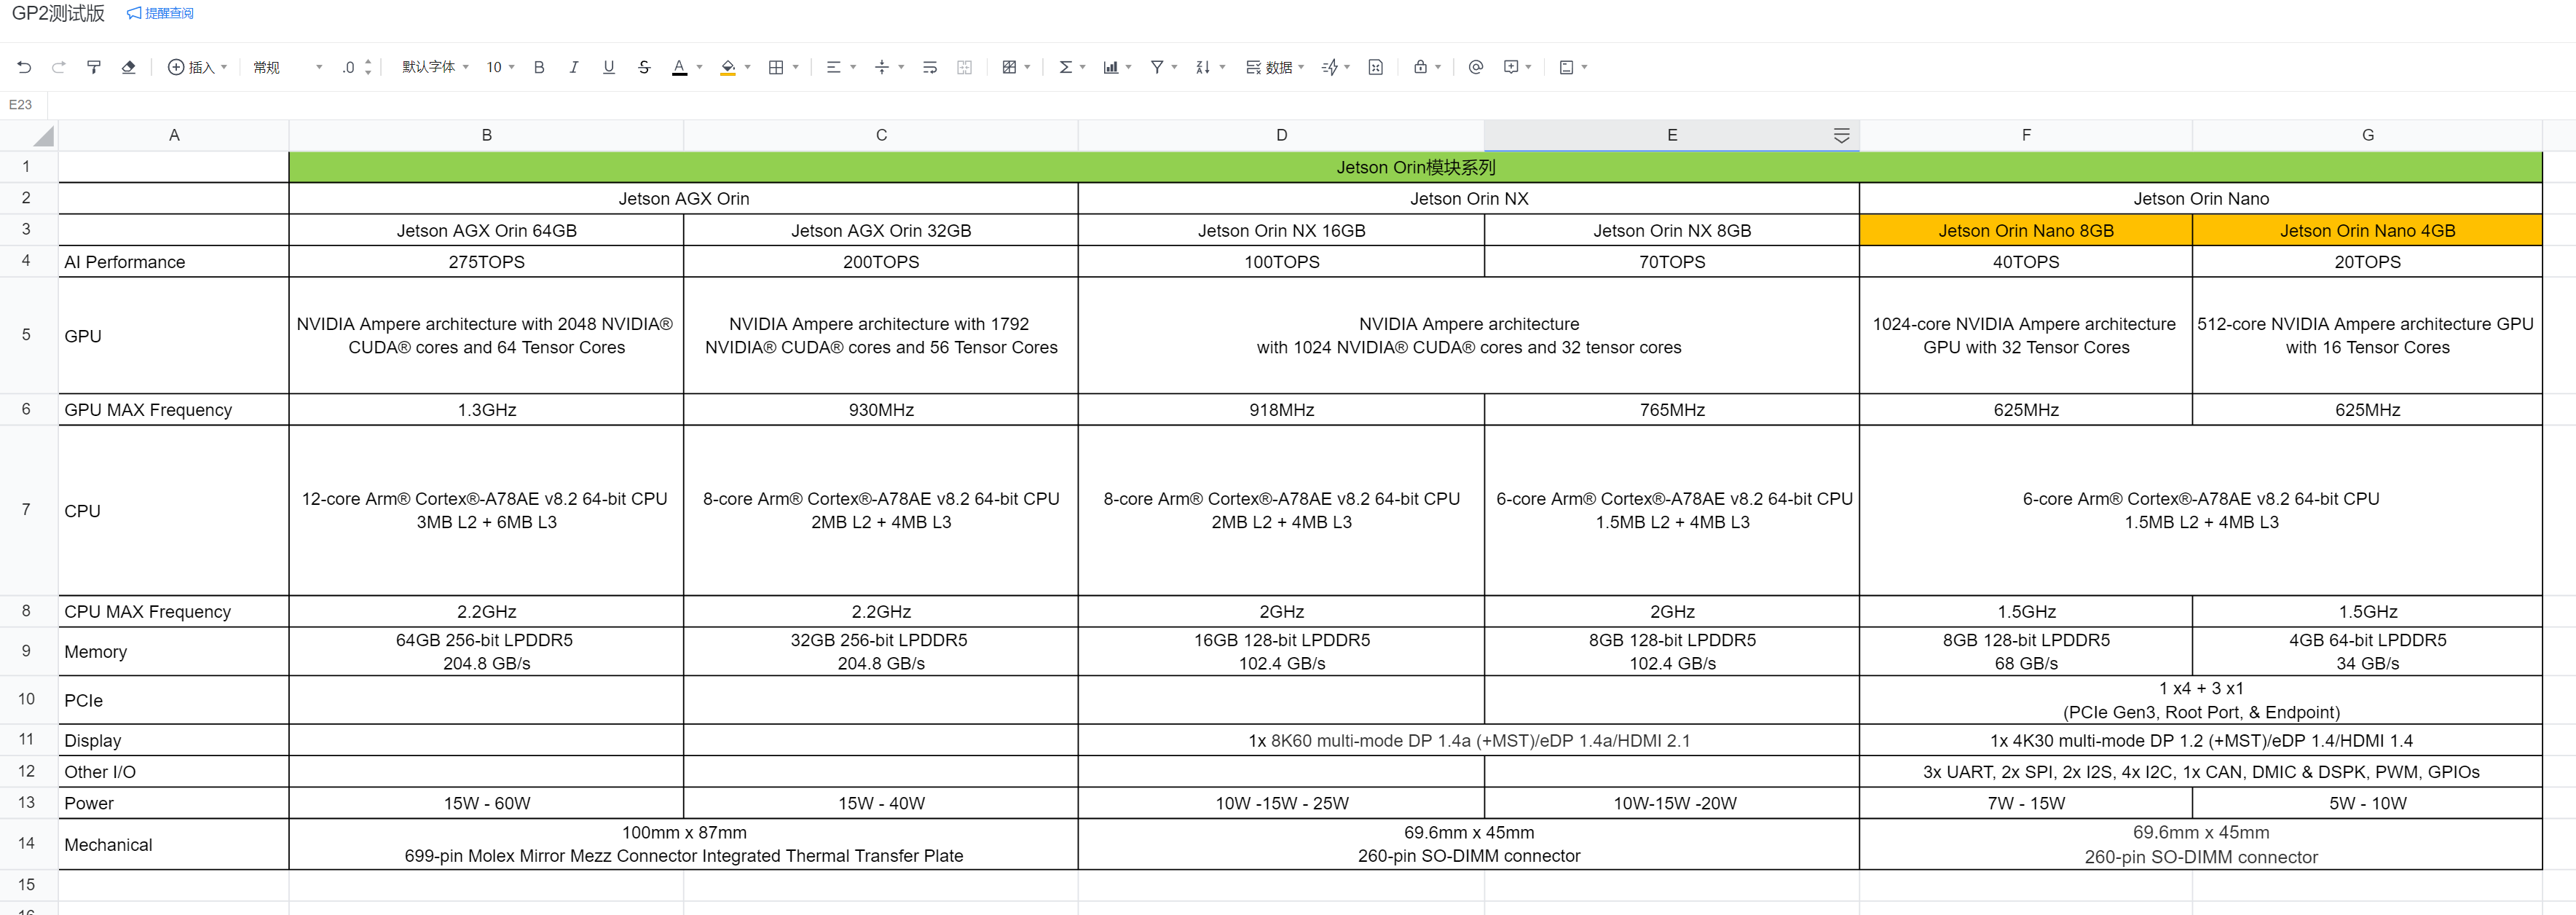 GP2测试版 提醒查阅
插入 常规 .0 默认字体 10 B I U S A 数据
E23
A B C D E F G
1 Jetson Orin模块系列
2 Jetson AGX Orin Jetson Orin NX Jetson Orin Nano
3 Jetson AGX Orin 64GB Jetson AGX Orin 32GB Jetson Orin NX 16GB Jetson Orin NX 8GB Jetson Orin Nano 8GB Jetson Orin Nano 4GB
4 AI Performance 275TOPS 200TOPS 100TOPS 70TOPS 40TOPS 20TOPS
5 GPU
NVIDIA Ampere architecture with 2048 NVIDIA®
CUDA® cores and 64 Tensor Cores
NVIDIA Ampere architecture with 1792
NVIDIA® CUDA® cores and 56 Tensor Cores
NVIDIA Ampere architecture
with 1024 NVIDIA® CUDA® cores and 32 tensor cores
1024-core NVIDIA Ampere architecture
GPU with 32 Tensor Cores
512-core NVIDIA Ampere architecture GPU
with 16 Tensor Cores
6 GPU MAX Frequency 1.3GHz 930MHz 918MHz 765MHz 625MHz 625MHz
7 CPU
12-core Arm® Cortex®-A78AE v8.2 64-bit CPU
3MB L2 + 6MB L3
8-core Arm® Cortex®-A78AE v8.2 64-bit CPU
2MB L2 + 4MB L3
8-core Arm® Cortex®-A78AE v8.2 64-bit CPU
2MB L2 + 4MB L3
6-core Arm® Cortex®-A78AE v8.2 64-bit CPU
1.5MB L2 + 4MB L3
6-core Arm® Cortex®-A78AE v8.2 64-bit CPU
1.5MB L2 + 4MB L3
8 CPU MAX Frequency 2.2GHz 2.2GHz 2GHz 2GHz 1.5GHz 1.5GHz
9 Memory
64GB 256-bit LPDDR5
204.8 GB/s
32GB 256-bit LPDDR5
204.8 GB/s
16GB 128-bit LPDDR5
102.4 GB/s
8GB 128-bit LPDDR5
102.4 GB/s
8GB 128-bit LPDDR5
68 GB/s
4GB 64-bit LPDDR5
34 GB/s
10 PCIe
1 x4 + 3 x1
(PCIe Gen3, Root Port, & Endpoint)
11 Display 1x 8K60 multi-mode DP 1.4a (+MST)/eDP 1.4a/HDMI 2.1 1x 4K30 multi-mode DP 1.2 (+MST)/eDP 1.4/HDMI 1.4
12 Other I/O 3x UART, 2x SPI, 2x I2S, 4x I2C, 1x CAN, DMIC & DSPK, PWM, GPIOs
13 Power 15W - 60W 15W - 40W 10W -15W - 25W 10W-15W -20W 7W - 15W 5W - 10W
14 Mechanical
100mm x 87mm
699-pin Molex Mirror Mezz Connector Integrated Thermal Transfer Plate
69.6mm x 45mm
260-pin SO-DIMM connector
69.6mm x 45mm
260-pin SO-DIMM connector
15
16